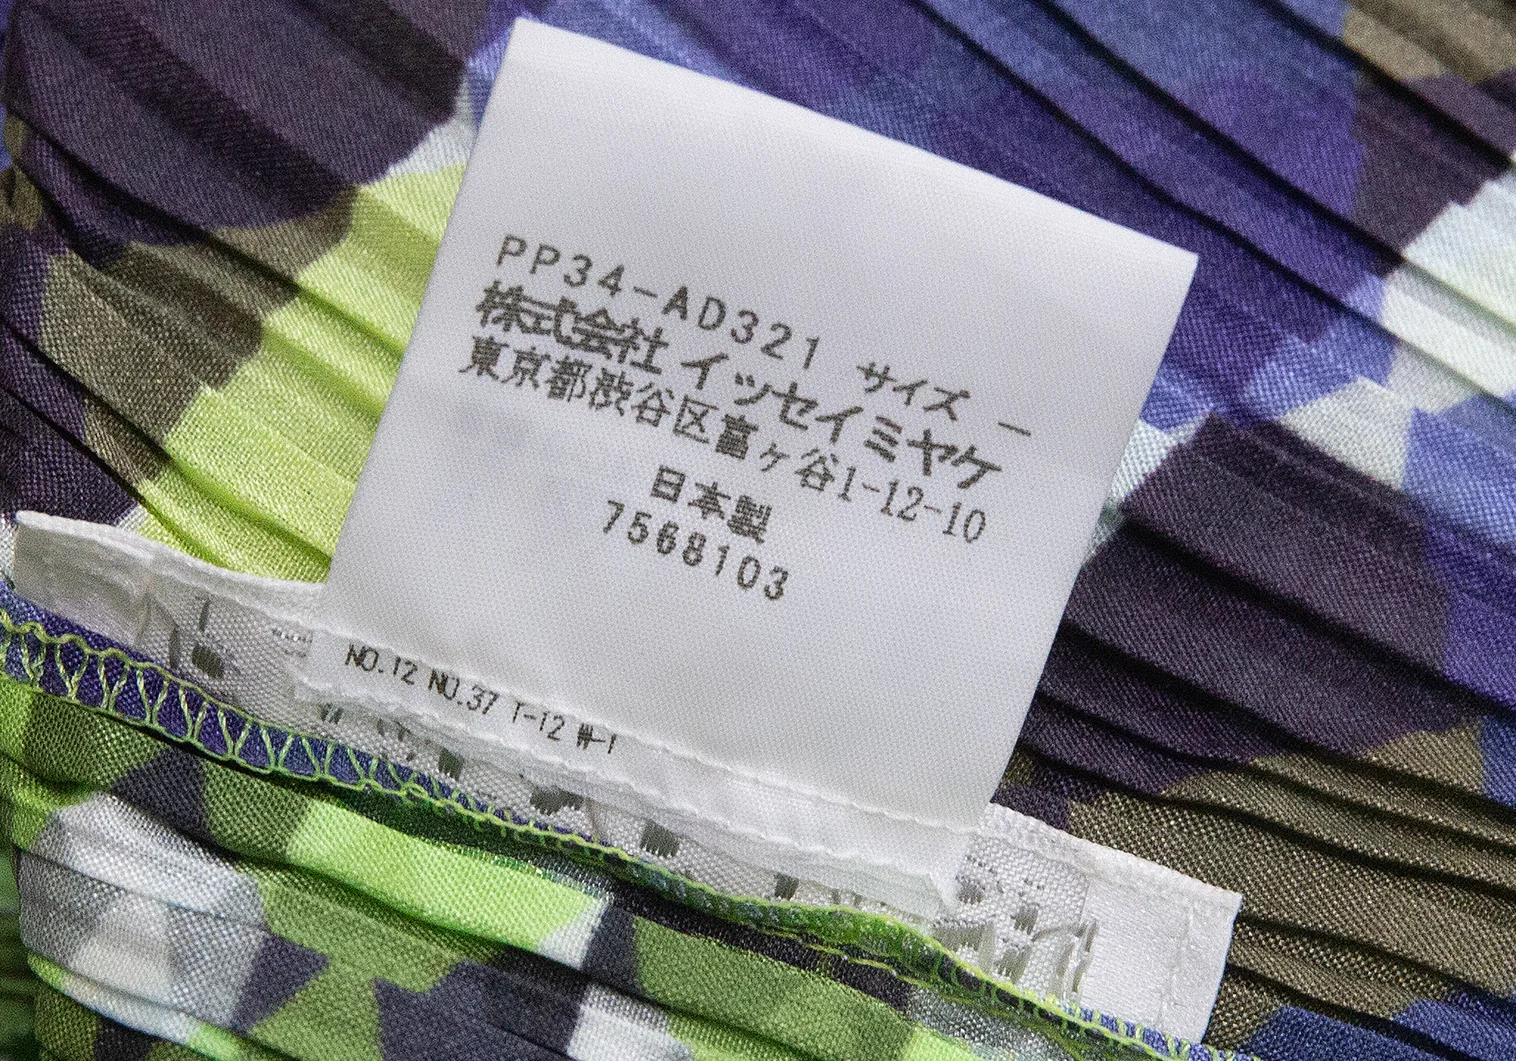 PP34-AD321 サイズ －
株式会社 イッセイミヤケ
東京都渋谷区富ヶ谷1-12-10
日本製
7568103
NO.12 NO.37 T-12 W-1